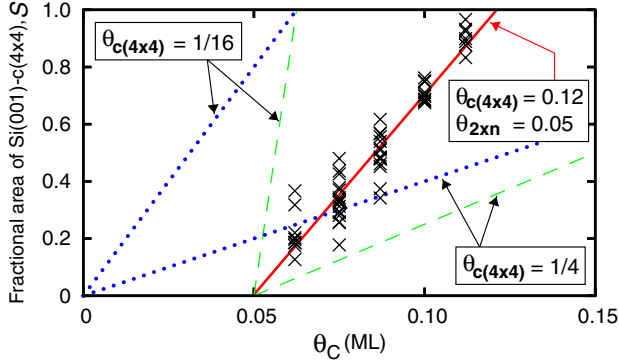 Fractional area of Si(001)-c(4x4), S
1.0
0.8
0.6
0.4
0.2
0
0
0.05
0.10
0.15
θC (ML)
θc(4x4) = 1/16
θc(4x4) = 0.12
θ2xn = 0.05
θc(4x4) = 1/4